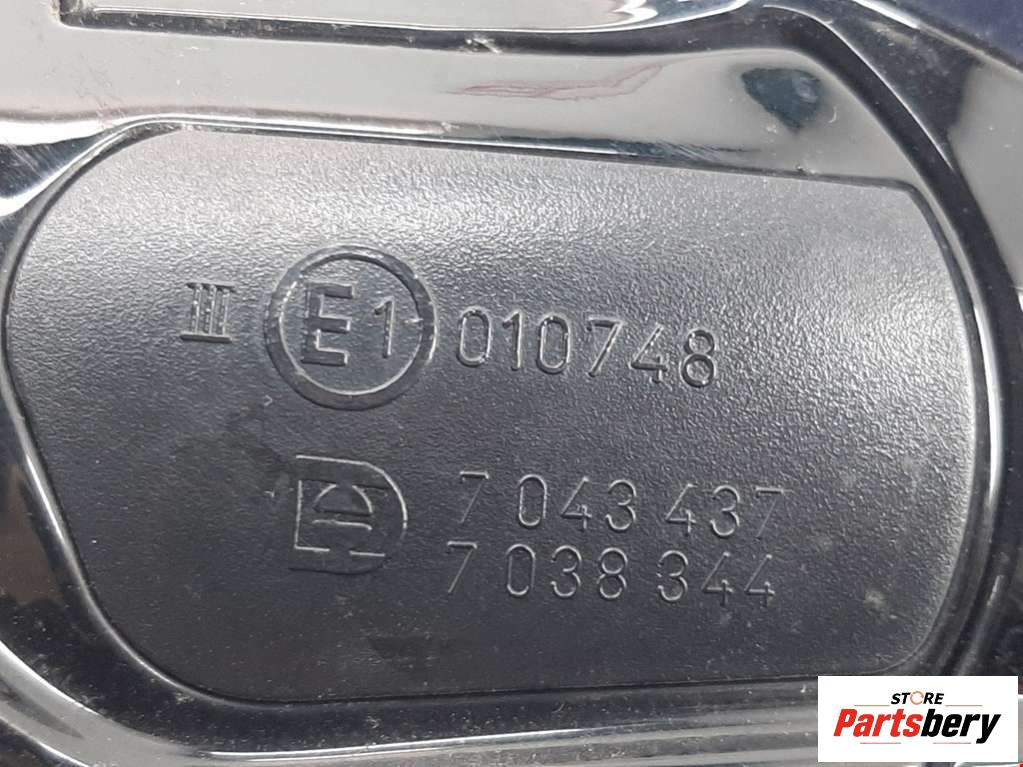 III E1 010748
7 043 437
7 038 344
STORE
Partsbery